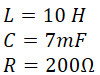 L = 10 H
C = 7mF
R = 200Ω